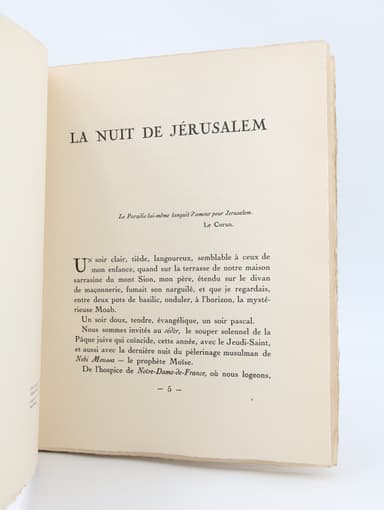 LA NUIT DE JÉRUSALEM
Le Paradis lui-même languit d'amour pour Jerusalem.
Le Coran.
UN soir clair, tiède, langoureux, semblable à ceux de
mon enfance, quand sur la terrasse de notre maison
sarrasine du mont Sion, mon père, étendu sur le divan
de maçonnerie, fumait son narguilé, et que je regardais,
entre deux pots de basilic, onduler, à l'horizon, la mysté-
rieuse Moab.
Un soir doux, tendre, évangélique, un soir pascal.
Nous sommes invités au séder, le souper solennel de la
Pâque juive qui coïncide, cette année, avec le Jeudi-Saint,
et aussi avec la dernière nuit du pèlerinage musulman de
Nebi Moussa — le prophète Moïse.
De l'hospice de Notre-Dame-de-France, où nous logeons,
— 5 —